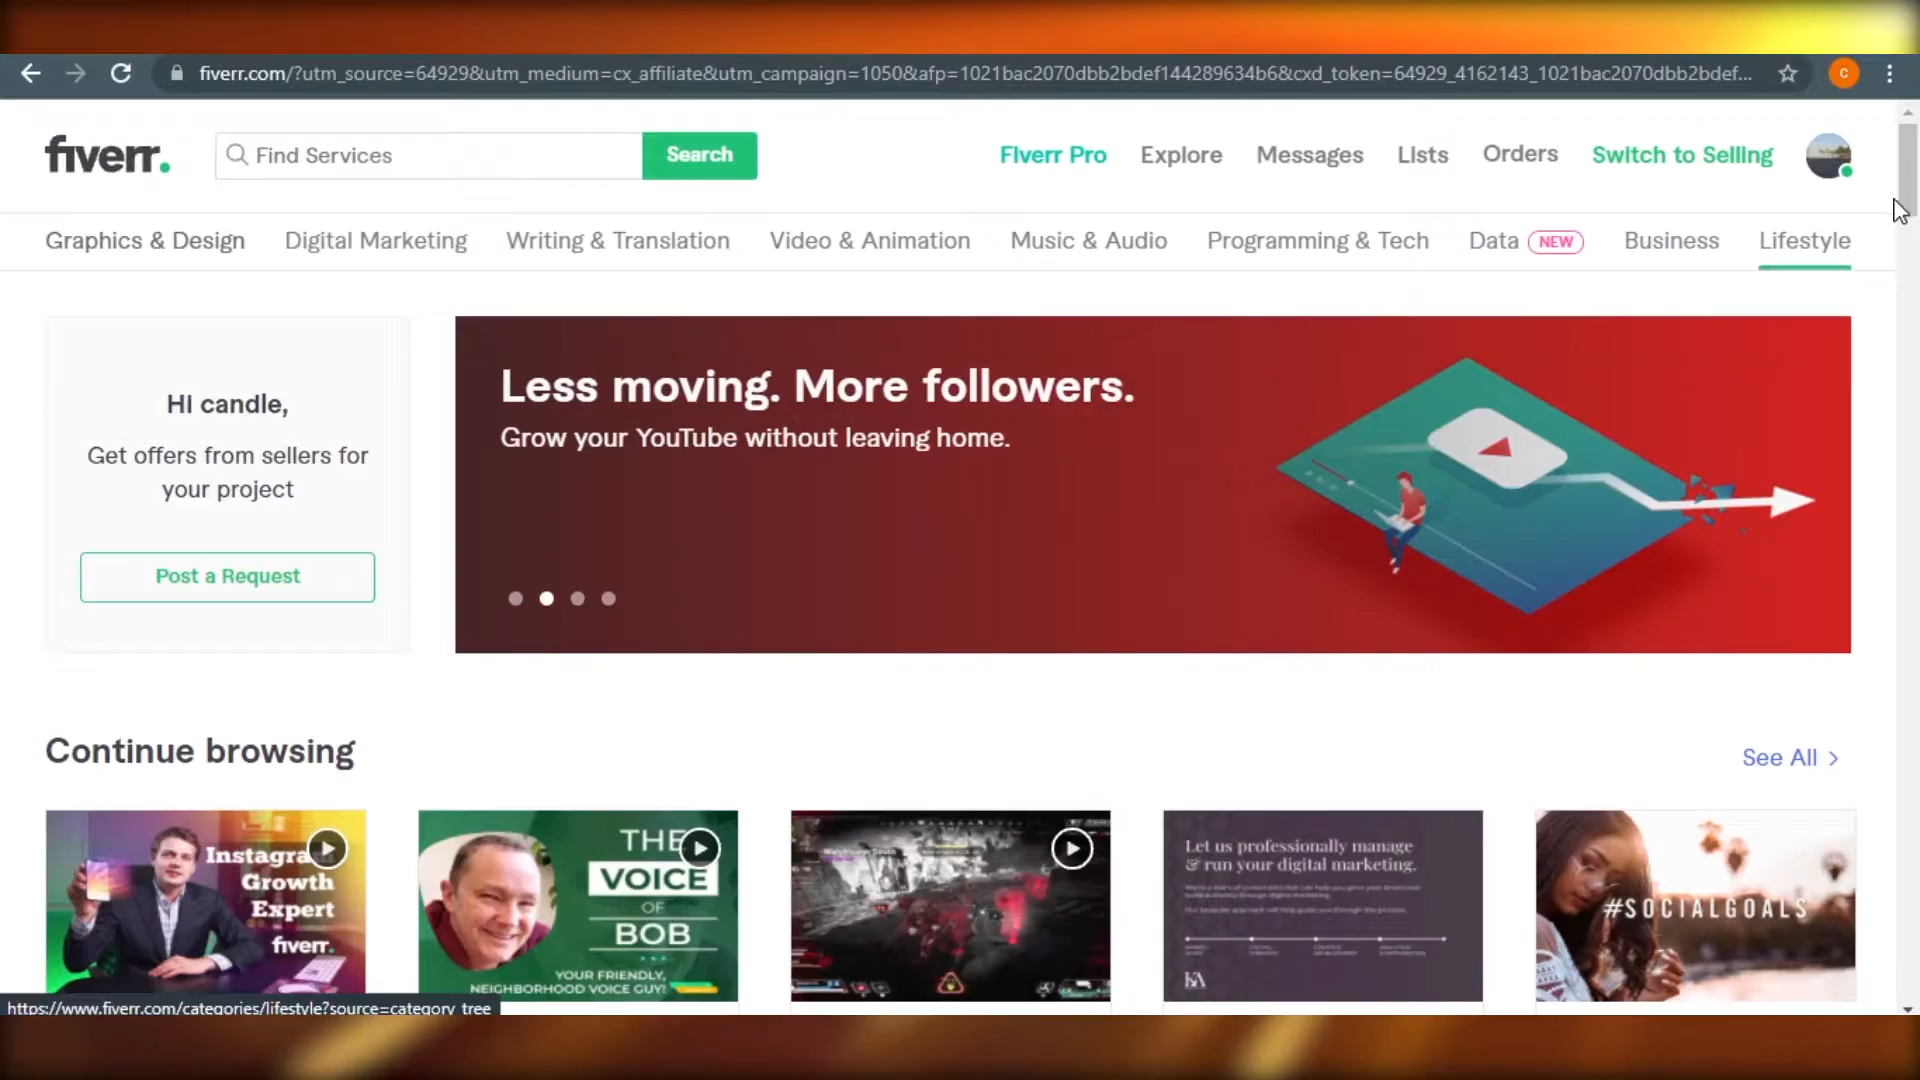 fiverr.com/?utm_source=64929&utm_medium=cx_affiliate&utm_campaign=1050&afp=1021bac2070dbb2bdef144289634b6&cxd_token=64929_4162143_1021bac2070dbb2bdef...
C
fiverr.
Find Services
Search
Fiverr Pro
Explore
Messages
Lists
Orders
Switch to Selling
Graphics & Design
Digital Marketing
Writing & Translation
Video & Animation
Music & Audio
Programming & Tech
Data NEW
Business
Lifestyle
Hi candle,
Get offers from sellers for
your project
Post a Request
Less moving. More followers.
Grow your YouTube without leaving home.
Continue browsing
See All >
Instagra
Growth
Expert
fiverr.
THE
VOICE
OF
BOB
YOUR FRIENDLY,
NEIGHBORHOOD VOICE GUY!
Let us professionally manage
& run your digital marketing.
KA
#SOCIALGOALS
https://www.fiverr.com/categories/lifestyle?source=category_tree